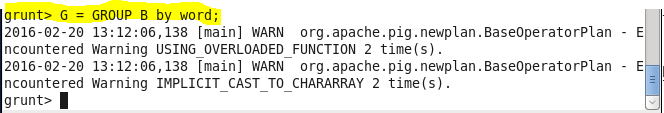 grunt> G = GROUP B by word;
2016-02-20 13:12:06,138 [main] WARN  org.apache.pig.newplan.BaseOperatorPlan - E
ncountered Warning USING_OVERLOADED_FUNCTION 2 time(s).
2016-02-20 13:12:06,138 [main] WARN  org.apache.pig.newplan.BaseOperatorPlan - E
ncountered Warning IMPLICIT_CAST_TO_CHARARRAY 2 time(s).
grunt>